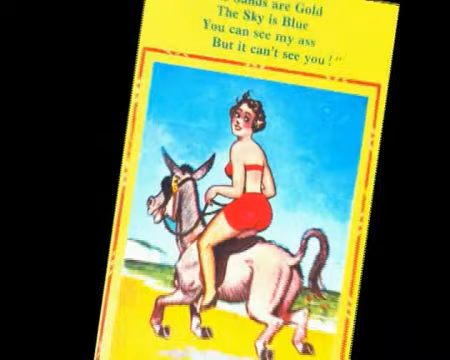 Sands are Gold
The Sky is Blue
You can see my ass
But it can't see you!"